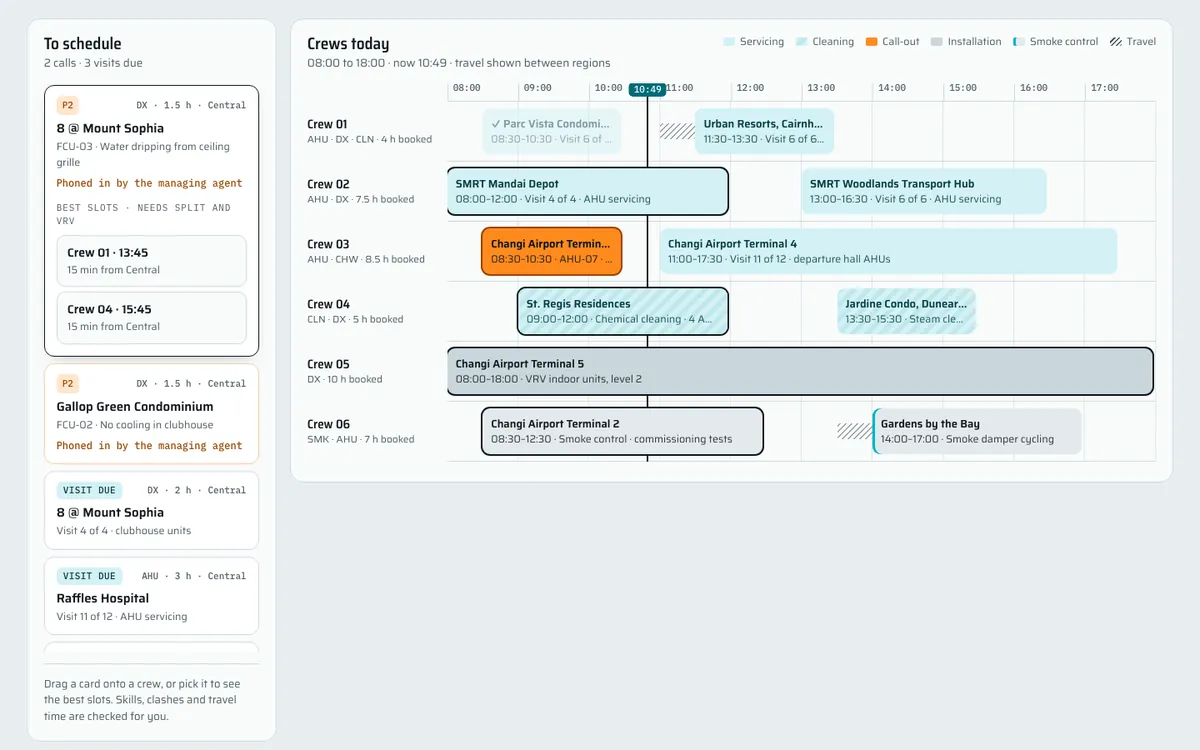 To schedule
2 calls · 3 visits due
P2
DX · 1.5 h · Central
8 @ Mount Sophia
FCU-03 · Water dripping from ceiling
grille
Phoned in by the managing agent
BEST SLOTS · NEEDS SPLIT AND
VRV
Crew 01 · 13:45
15 min from Central
Crew 04 · 15:45
15 min from Central
P2
DX · 1.5 h · Central
Gallop Green Condominium
FCU-02 · No cooling in clubhouse
Phoned in by the managing agent
VISIT DUE
DX · 2 h · Central
8 @ Mount Sophia
Visit 4 of 4 · clubhouse units
VISIT DUE
AHU · 3 h · Central
Raffles Hospital
Visit 11 of 12 · AHU servicing
Drag a card onto a crew, or pick it to see
the best slots. Skills, clashes and travel
time are checked for you.
Crews today
08:00 to 18:00 · now 10:49 · travel shown between regions
Servicing
Cleaning
Call-out
Installation
Smoke control
Travel
08:00
09:00
10:00
10:49
11:00
12:00
13:00
14:00
15:00
16:00
17:00
Crew 01
AHU · DX · CLN · 4 h booked
✓ Parc Vista Condomi...
08:30–10:30 · Visit 6 of ...
Urban Resorts, Cairnh...
11:30–13:30 · Visit 6 of 6...
Crew 02
AHU · DX · 7.5 h booked
SMRT Mandai Depot
08:00–12:00 · Visit 4 of 4 · AHU servicing
SMRT Woodlands Transport Hub
13:00–16:30 · Visit 6 of 6 · AHU servicing
Crew 03
AHU · CHW · 8.5 h booked
Changi Airport Termin...
08:30–10:30 · AHU-07 · ...
Changi Airport Terminal 4
11:00–17:30 · Visit 11 of 12 · departure hall AHUs
Crew 04
CLN · DX · 5 h booked
St. Regis Residences
09:00–12:00 · Chemical cleaning · 4 A...
Jardine Condo, Dunear...
13:30–15:30 · Steam cle...
Crew 05
DX · 10 h booked
Changi Airport Terminal 5
08:00–18:00 · VRV indoor units, level 2
Crew 06
SMK · AHU · 7 h booked
Changi Airport Terminal 2
08:30–12:30 · Smoke control · commissioning tests
Gardens by the Bay
14:00–17:00 · Smoke damper cycling